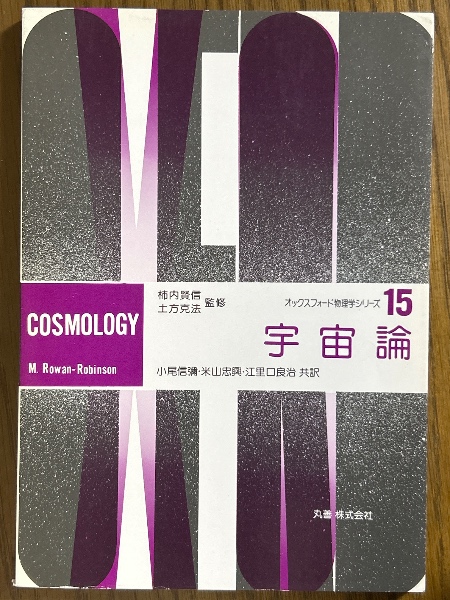 COSMOLOGY
M. Rowan-Robinson
柿内賢信
土方克法 監修
オックスフォード物理学シリーズ 15
宇宙論
小尾信彌・米山忠興・江里口良治 共訳
丸善 株式会社